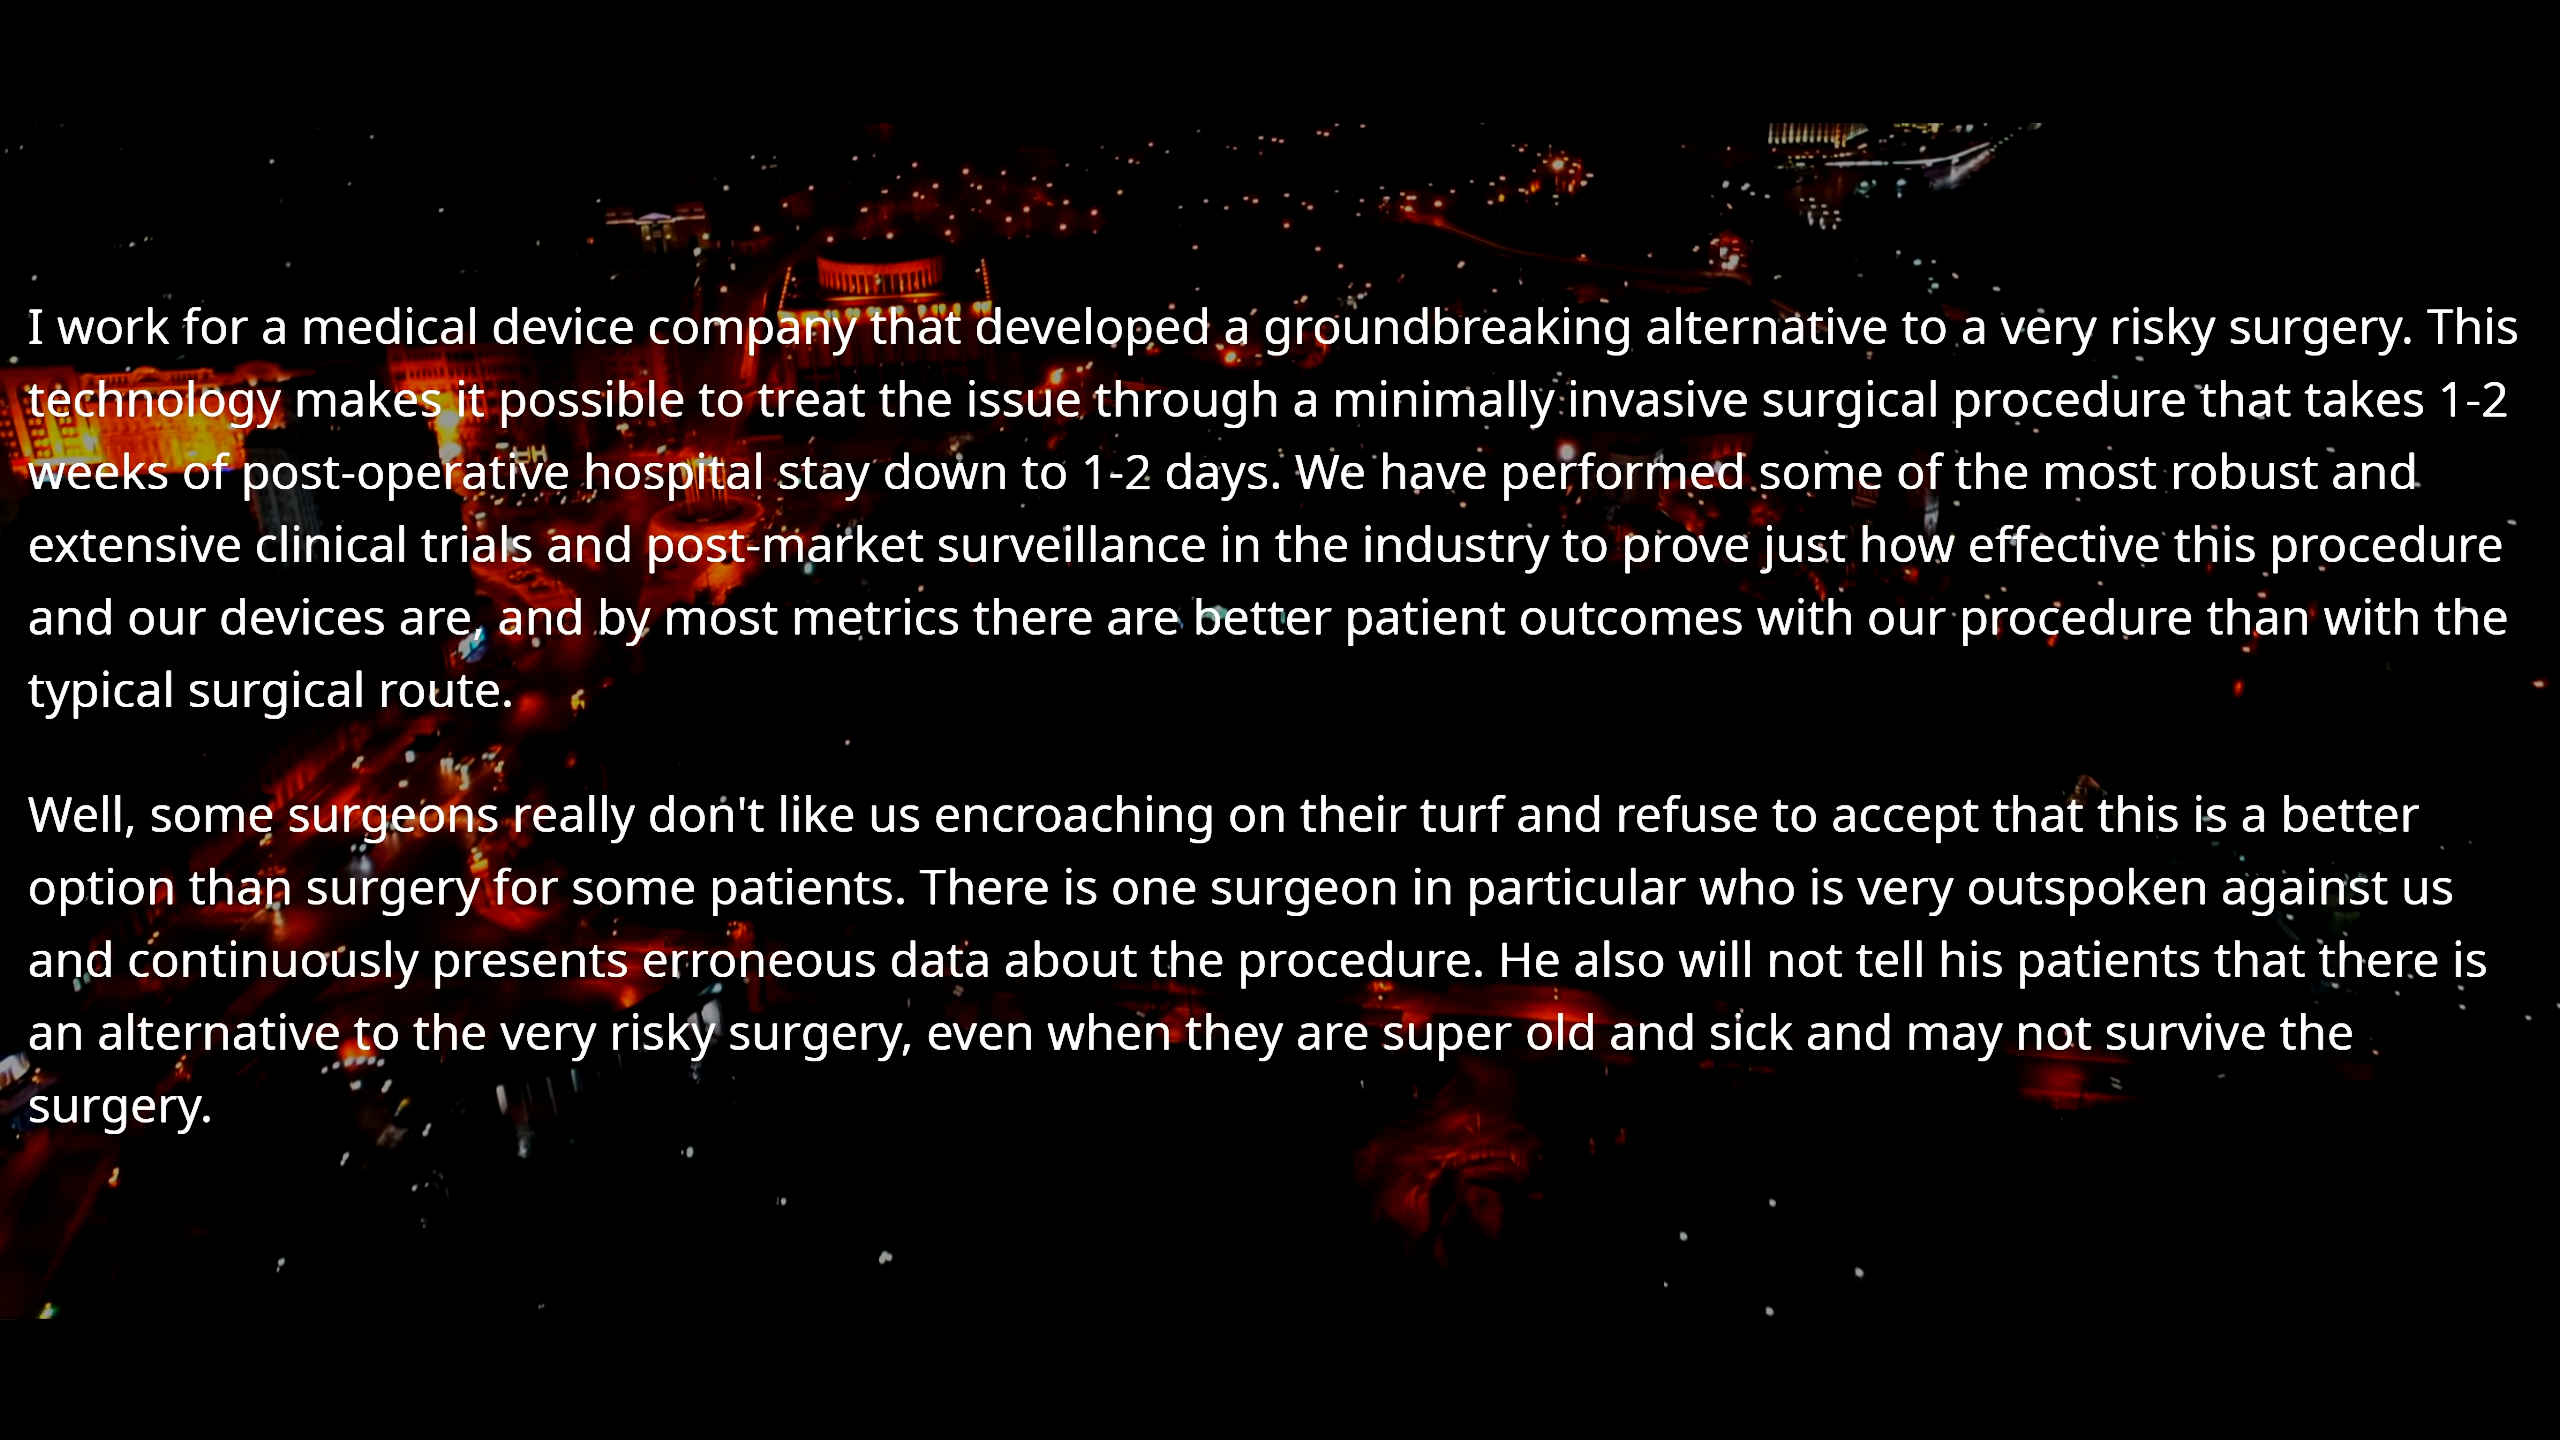 I work for a medical device company that developed a groundbreaking alternative to a very risky surgery. This
technology makes it possible to treat the issue through a minimally invasive surgical procedure that takes 1-2
weeks of post-operative hospital stay down to 1-2 days. We have performed some of the most robust and
extensive clinical trials and post-market surveillance in the industry to prove just how effective this procedure
and our devices are, and by most metrics there are better patient outcomes with our procedure than with the
typical surgical route.
Well, some surgeons really don't like us encroaching on their turf and refuse to accept that this is a better
option than surgery for some patients. There is one surgeon in particular who is very outspoken against us
and continuously presents erroneous data about the procedure. He also will not tell his patients that there is
an alternative to the very risky surgery, even when they are super old and sick and may not survive the
surgery.